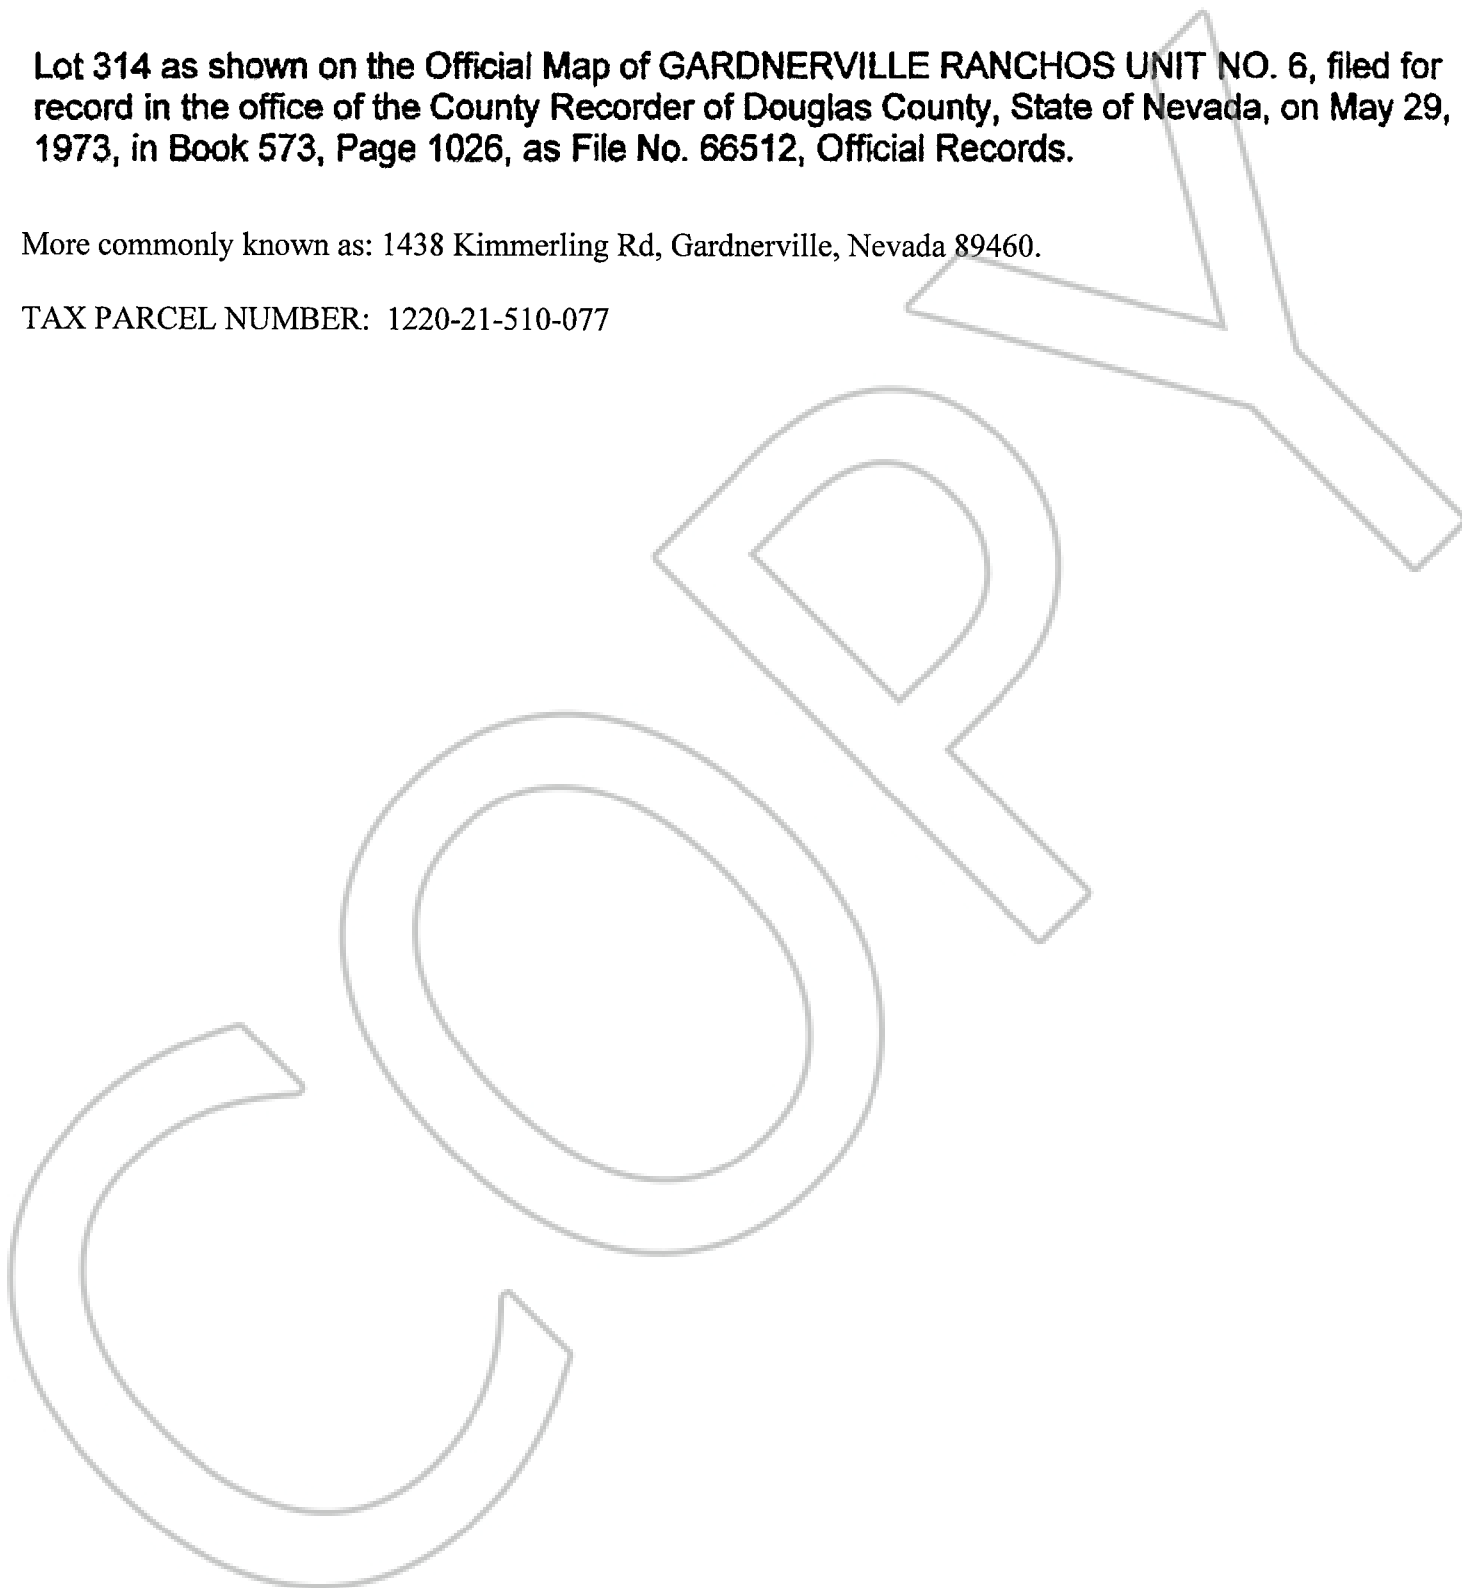 Lot 314 as shown on the Official Map of GARDNERVILLE RANCHOS UNIT NO. 6, filed for
record in the office of the County Recorder of Douglas County, State of Nevada, on May 29,
1973, in Book 573, Page 1026, as File No. 66512, Official Records.
More commonly known as: 1438 Kimmerling Rd, Gardnerville, Nevada 89460.
TAX PARCEL NUMBER: 1220-21-510-077
COPY